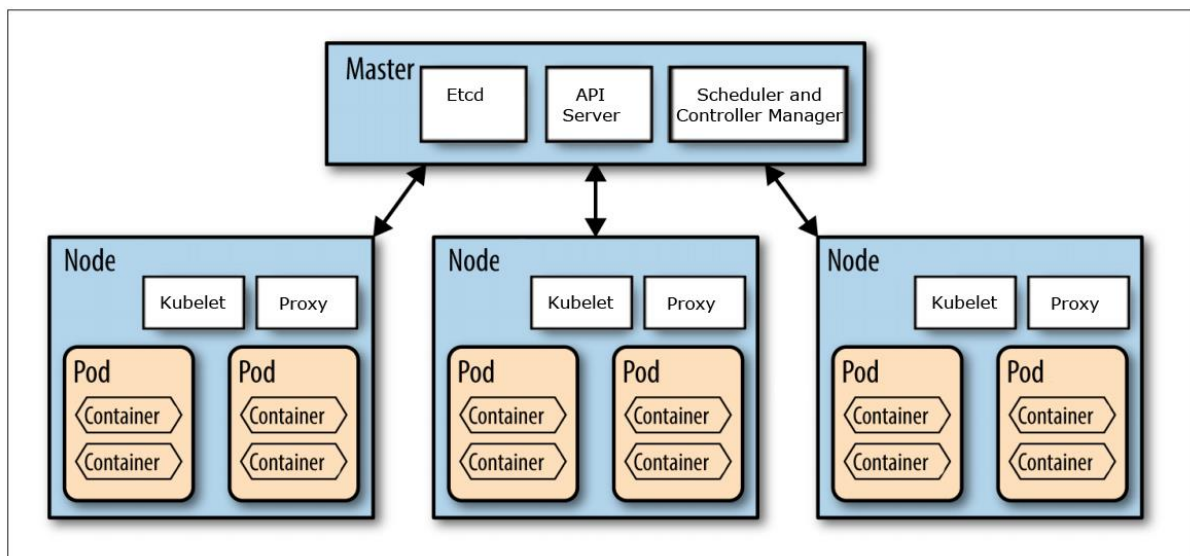 Master
Etcd
API
Server
Scheduler and
Controller Manager
Node
Kubelet
Proxy
Pod
Container
Container
Pod
Container
Container
Node
Kubelet
Proxy
Pod
Container
Container
Pod
Container
Container
Node
Kubelet
Proxy
Pod
Container
Container
Pod
Container
Container